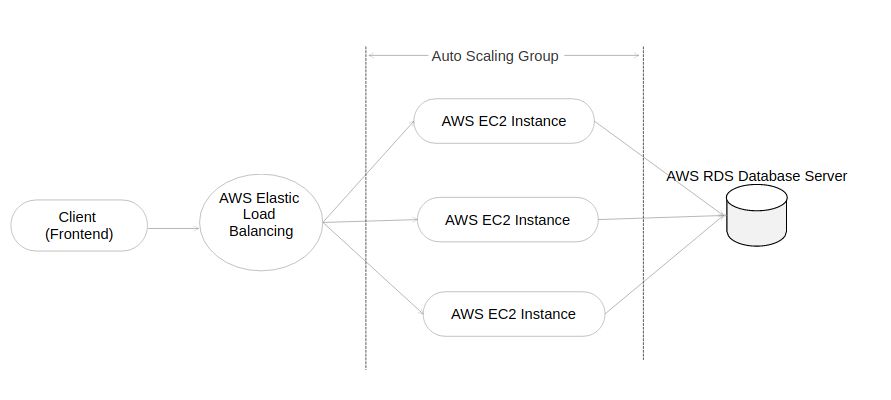 Auto Scaling Group
AWS EC2 Instance
AWS RDS Database Server
AWS Elastic
Load
Balancing
Client
(Frontend)
AWS EC2 Instance
AWS EC2 Instance